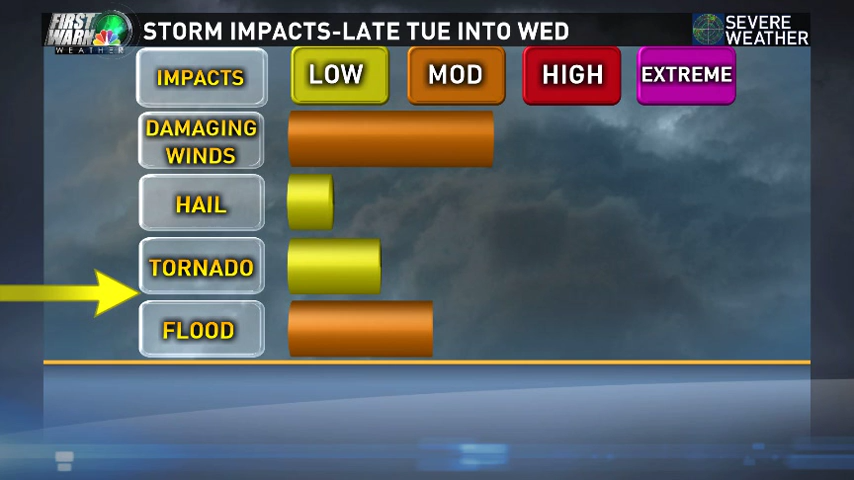 FIRST
WARN
WEATHER
STORM IMPACTS-LATE TUE INTO WED
SEVERE
WEATHER
IMPACTS LOW MOD HIGH EXTREME
DAMAGING
WINDS
HAIL
TORNADO
FLOOD